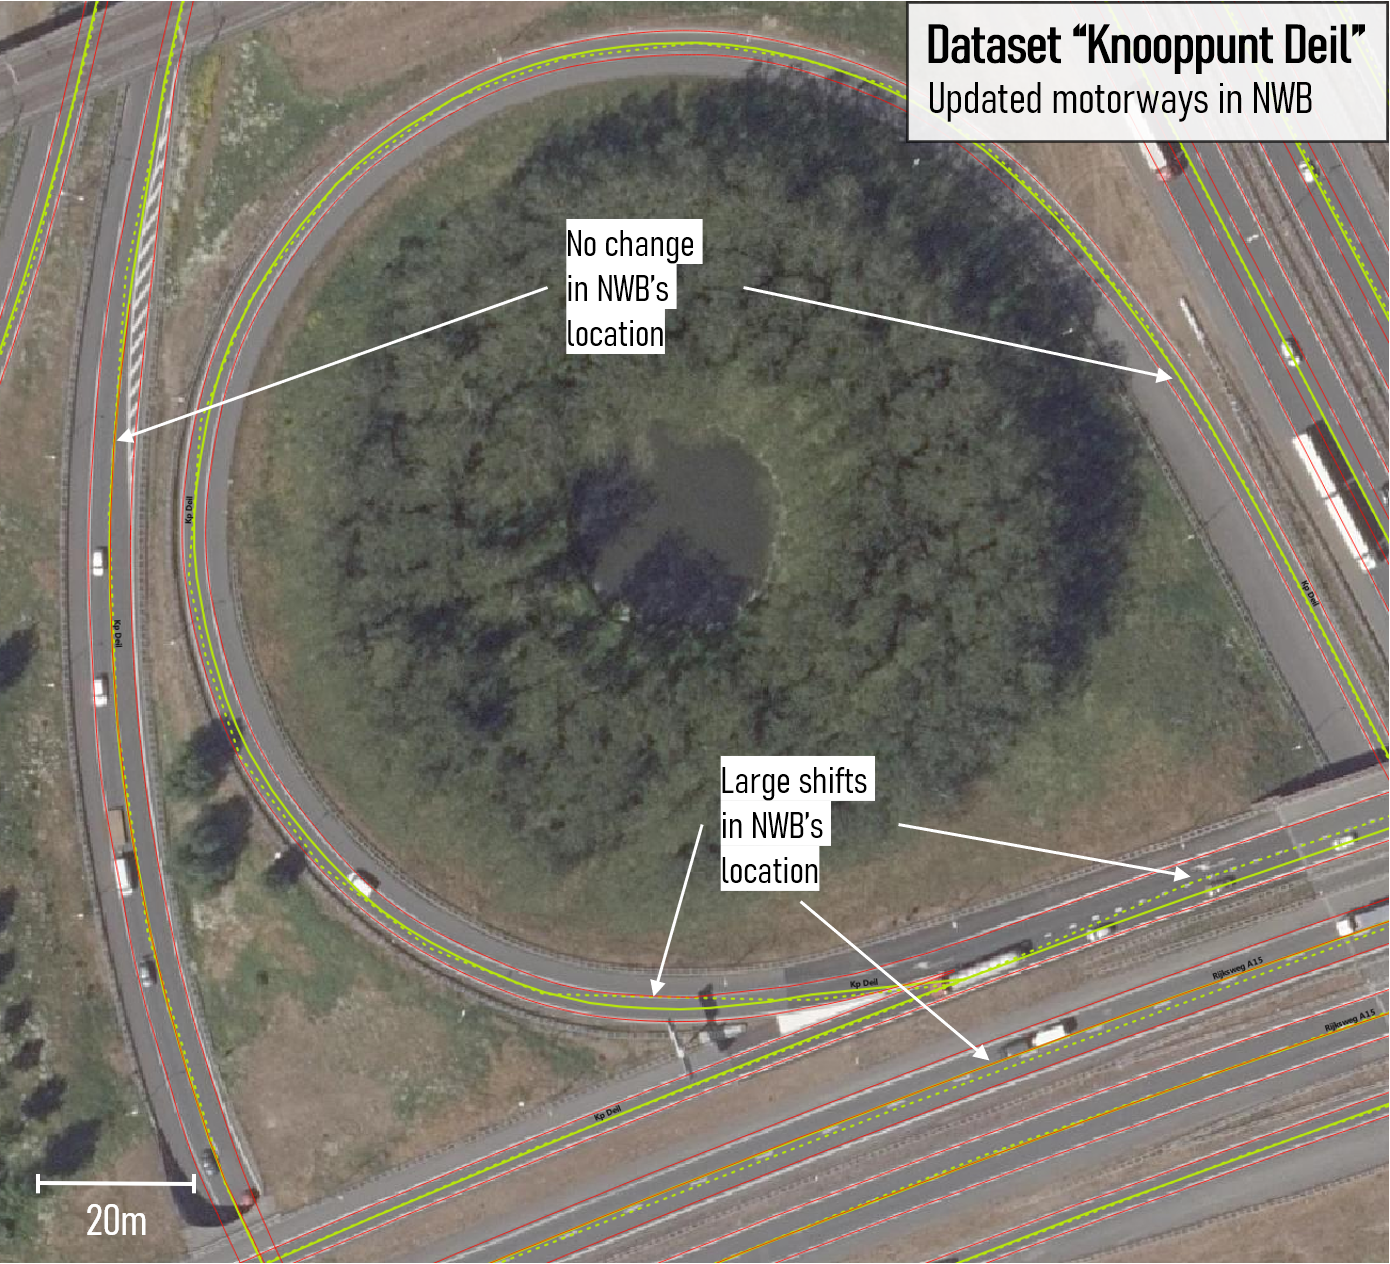 Dataset “Knooppunt Deil”
Updated motorways in NWB
No change
in NWB’s
location
Kp Deil
Kp Deil
Kp Deil
Large shifts
in NWB’s
location
Kp Deil
Rijksweg A15
Rijksweg A15
Kp Deil
20m